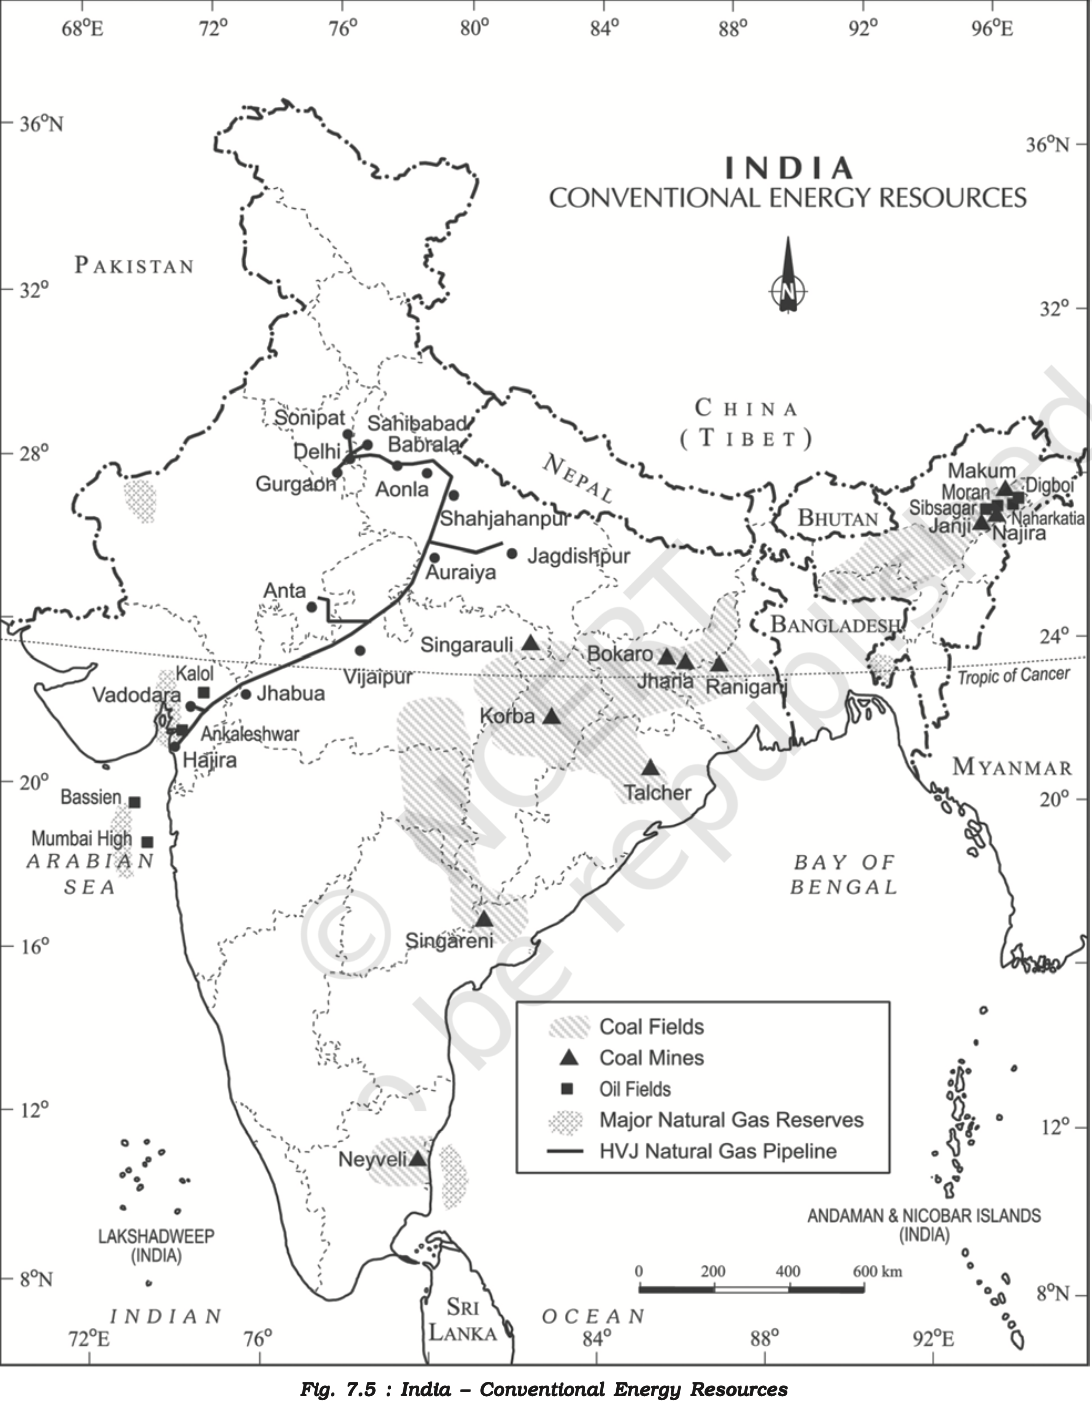 68°E 72° 76° 80° 84° 88° 92° 96°E
36°N
36°N
INDIA
CONVENTIONAL ENERGY RESOURCES
PAKISTAN
N
32°
32°
CHINA
(TIBET)
Sonipat
Sahibabad
Delhi
Babrala
28°
Gurgaon
Aonla
NEPAL
Makum
Digboi
Moran
Sibsagar
Naharkatia
Janji
Najira
BHUTAN
Shahjahanpur
Jagdishpur
Auraiya
Anta
BANGLADESH
24°
24°
Singarauli
Bokaro
Jharia
Raniganj
Tropic of Cancer
Kalol
Vijaipur
Vadodara
Jhabua
Korba
Ankaleshwar
Hajira
MYANMAR
20°
20°
Talcher
Bassien
Mumbai High
ARABIAN
SEA
BAY OF
BENGAL
Singareni
16°
© NCERT
o be republished
Coal Fields
Coal Mines
Oil Fields
Major Natural Gas Reserves
HVJ Natural Gas Pipeline
12°
12°
Neyveli
LAKSHADWEEP
(INDIA)
ANDAMAN & NICOBAR ISLANDS
(INDIA)
0 200 400 600 km
8°N
8°N
SRI
LANKA
INDIAN OCEAN
72°E 76° 84° 88° 92°E
Fig. 7.5 : India – Conventional Energy Resources